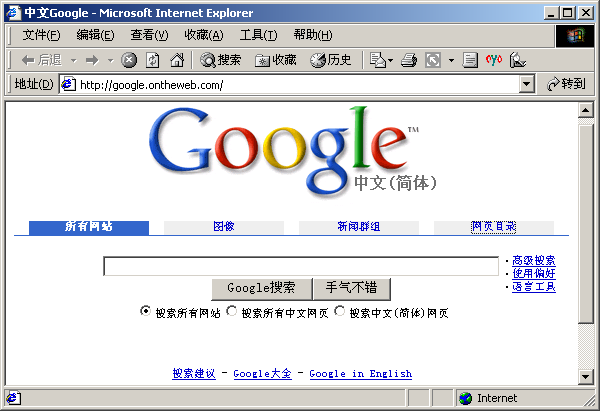 中文Google - Microsoft Internet Explorer
文件(F) 编辑(E) 查看(V) 收藏(A) 工具(T) 帮助(H)
后退 搜索 收藏 历史
地址(D) http://google.ontheweb.com/ 转到
Google™
中文(简体)
所有网站 图像 新闻群组 网页目录
• 高级搜索
• 使用偏好
• 语言工具
Google搜索 手气不错
搜索所有网站 搜索所有中文网页 搜索中文(简体)网页
搜索建议 - Google大全 - Google in English
Internet